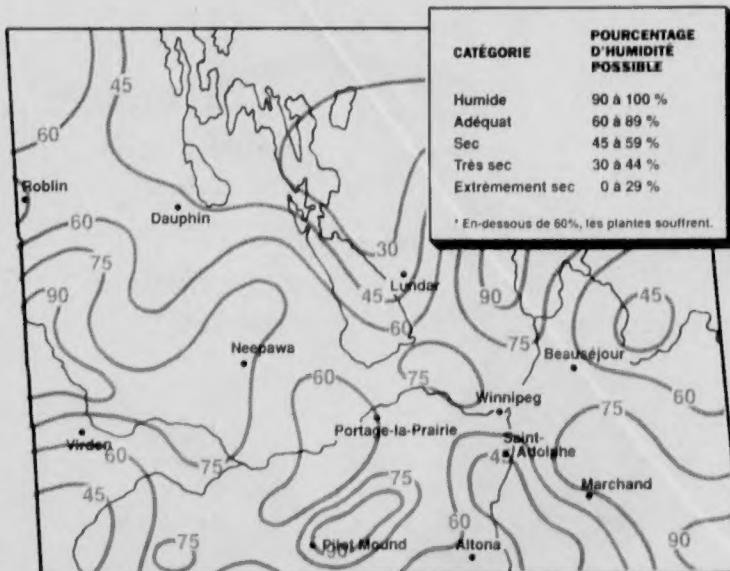 CATÉGORIE
POURCENTAGE
D'HUMIDITÉ
POSSIBLE
Humide 90 à 100 %
Adéquat 60 à 89 %
Sec 45 à 59 %
Très sec 30 à 44 %
Extrèmement sec 0 à 29 %
* En-dessous de 60%, les plantes souffrent.
45
60
Roblin
Dauphin
60
30
75
Lundar
45
90
90
45
60
75
Neepawa
Beauséjour
75
60
60
Winnipeg
75
Portage-la-Prairie
Virden
Saint-
Adolphe
60
75
45
75
Marchand
45
60
75
90
Pilot Mound
Altona